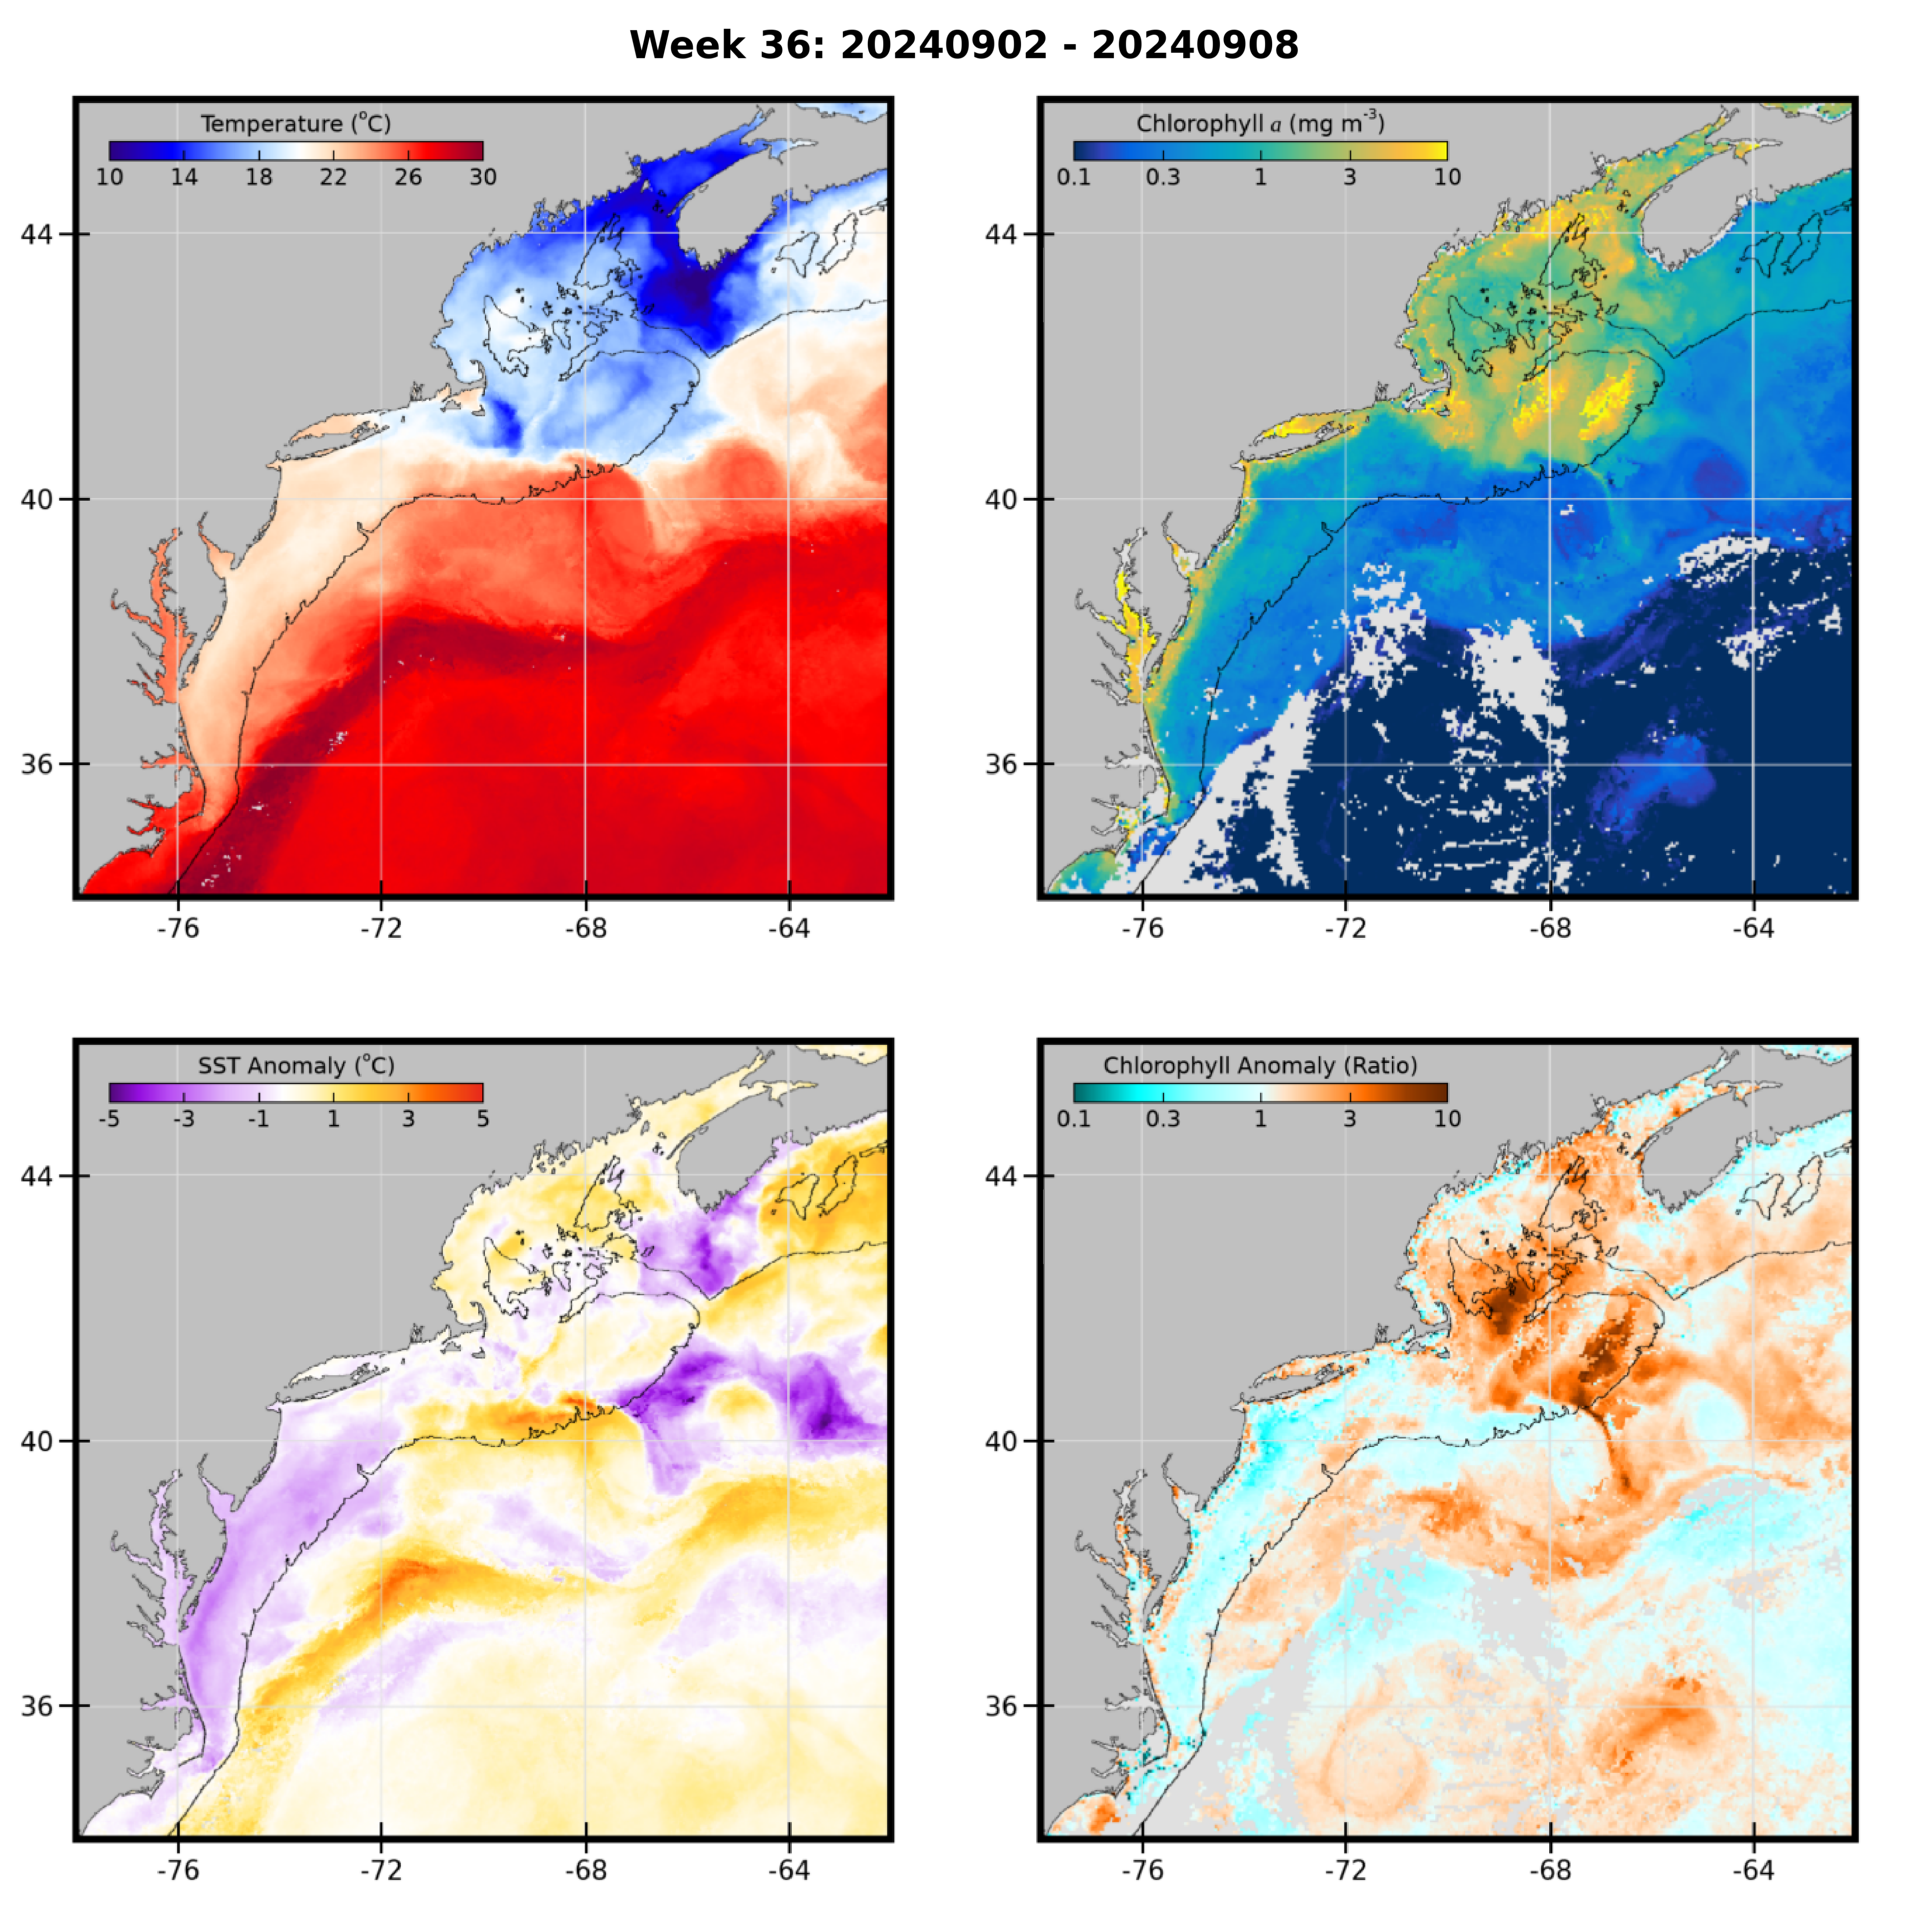 Week 36: 20240902 - 20240908
Temperature (°C)
10 14 18 22 26 30
44
40
36
-76 -72 -68 -64
Chlorophyll a (mg m⁻³)
0.1 0.3 1 3 10
44
40
36
-76 -72 -68 -64
SST Anomaly (°C)
-5 -3 -1 1 3 5
44
40
36
-76 -72 -68 -64
Chlorophyll Anomaly (Ratio)
0.1 0.3 1 3 10
44
40
36
-76 -72 -68 -64